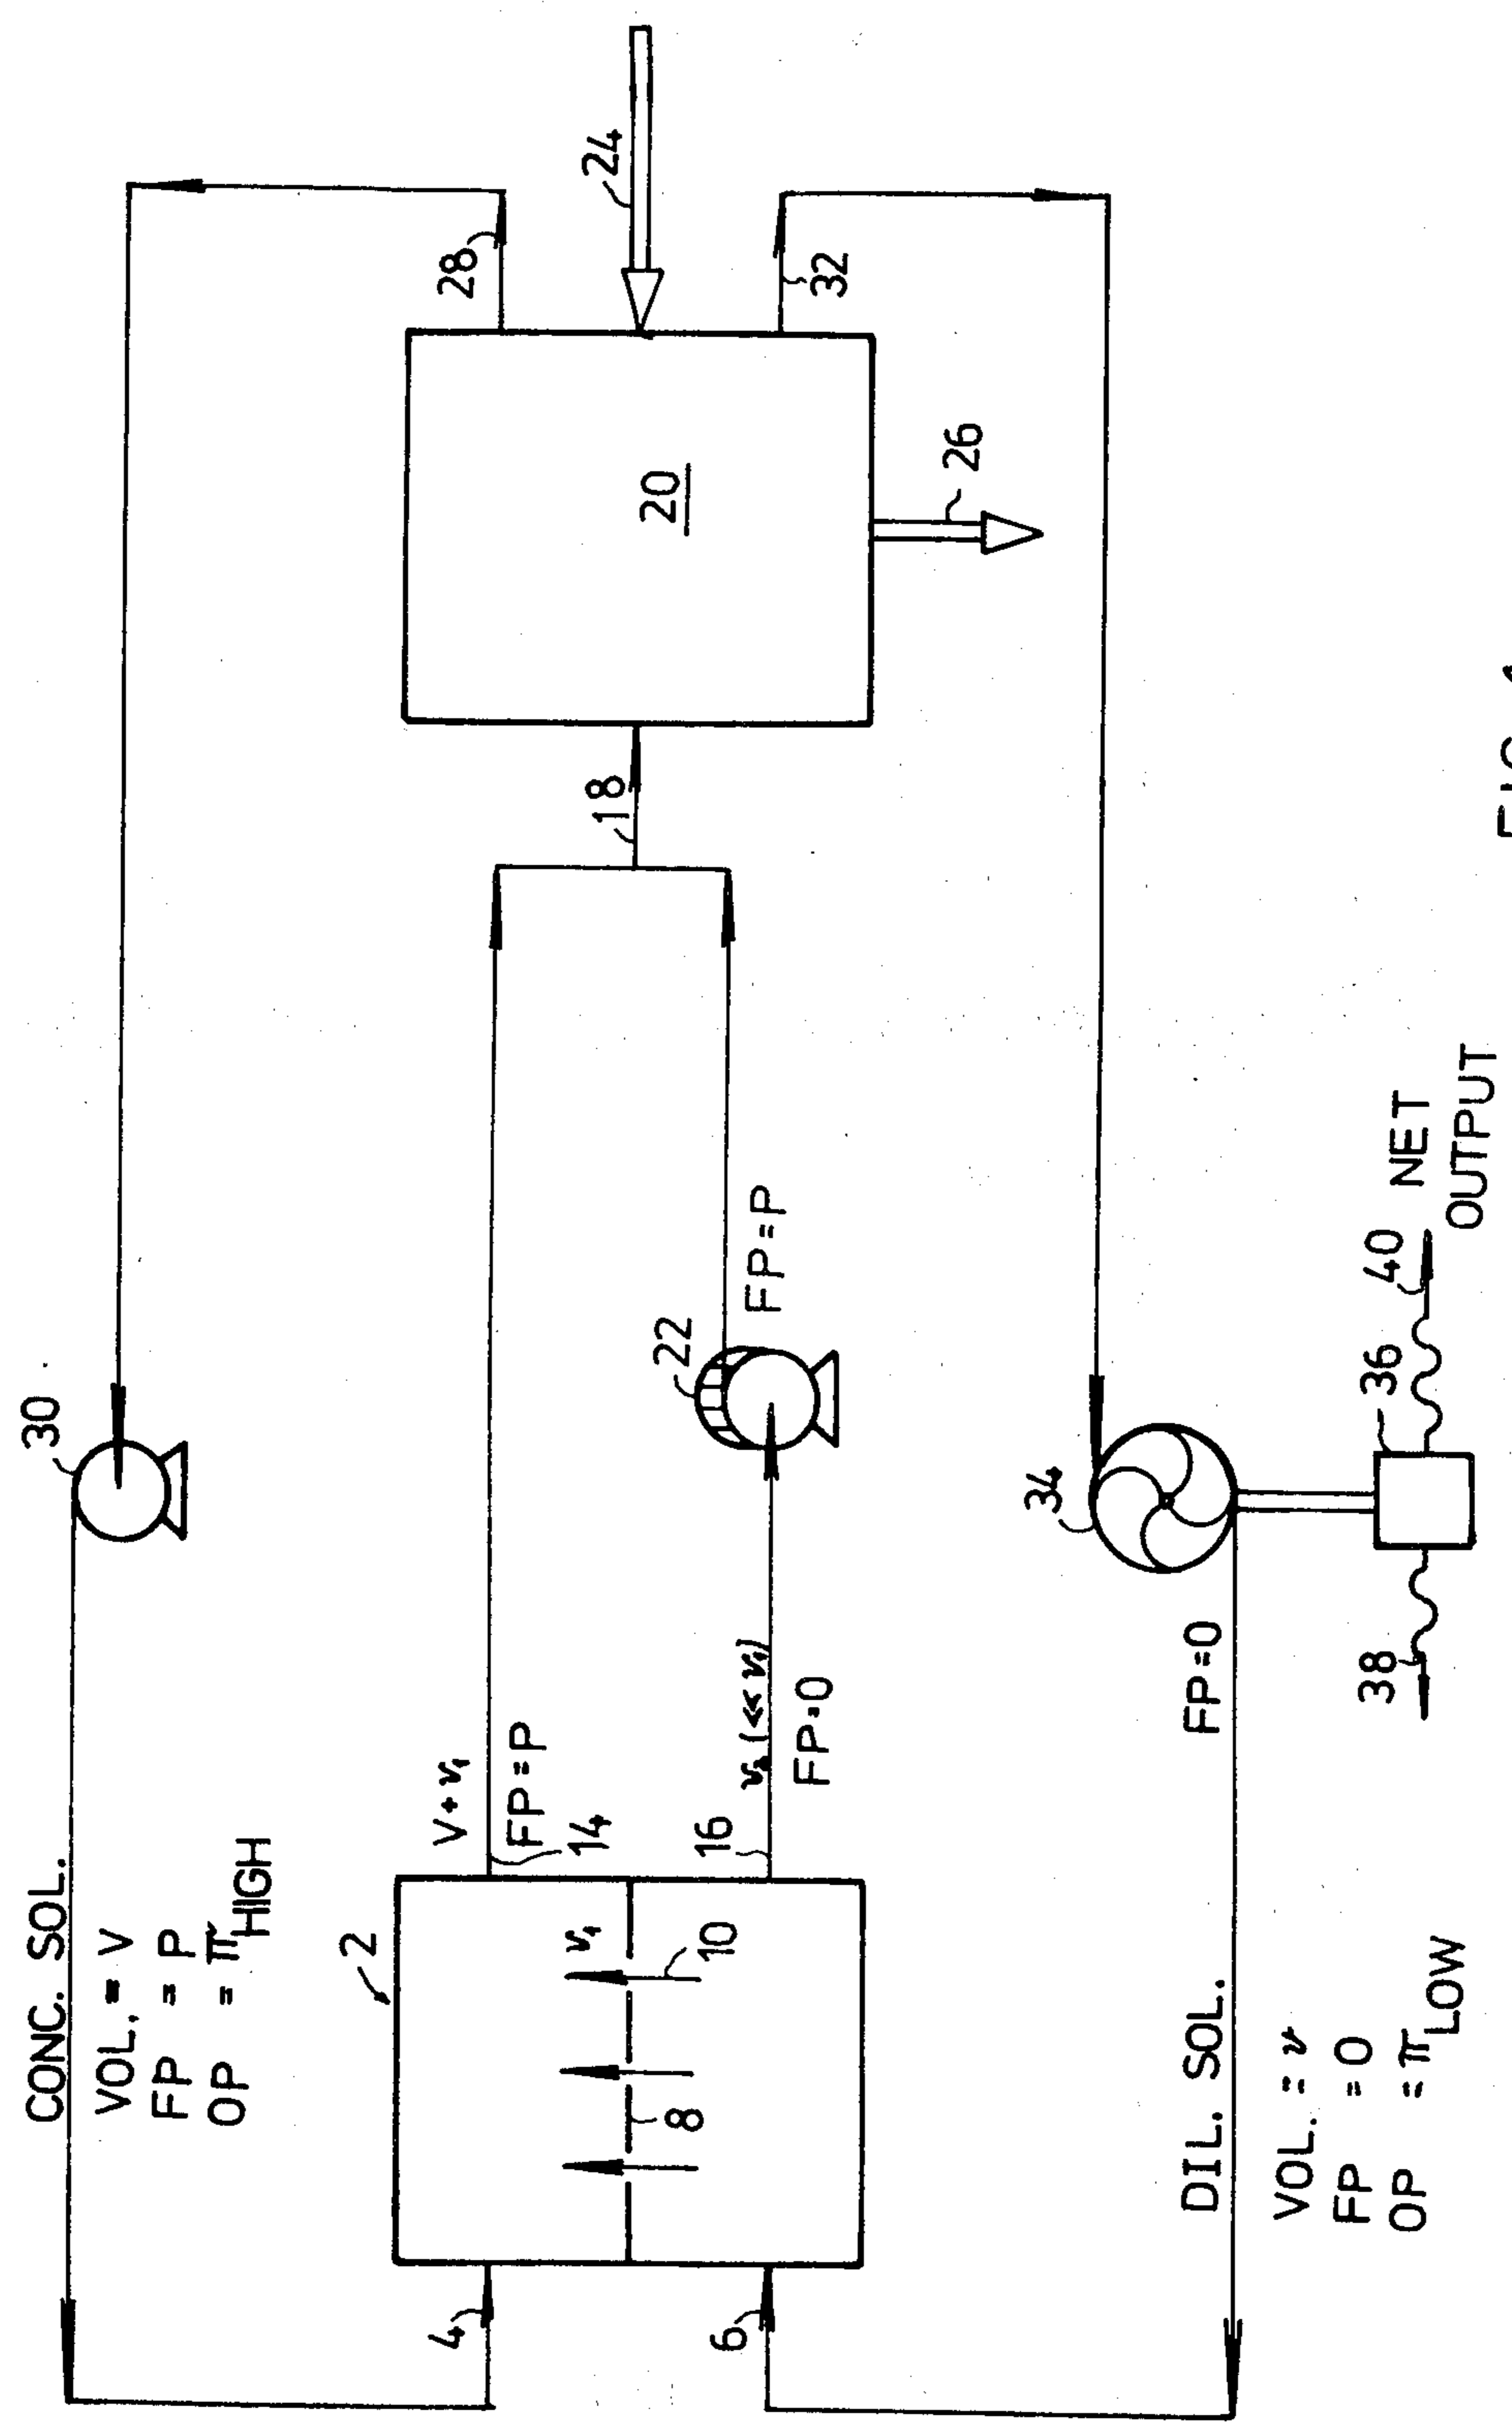 CONC. SOL.
VOL. = V
FP = P
OP = π HIGH
30
28
24
2
V + v₁
FP = P
14
18
20
v₁
10
8
4
22
FP = P
16
FP = 0
6
26
32
DIL. SOL.
VOL. = v
FP = 0
OP = π LOW
FP = 0
34
36
38
40
NET
OUTPUT